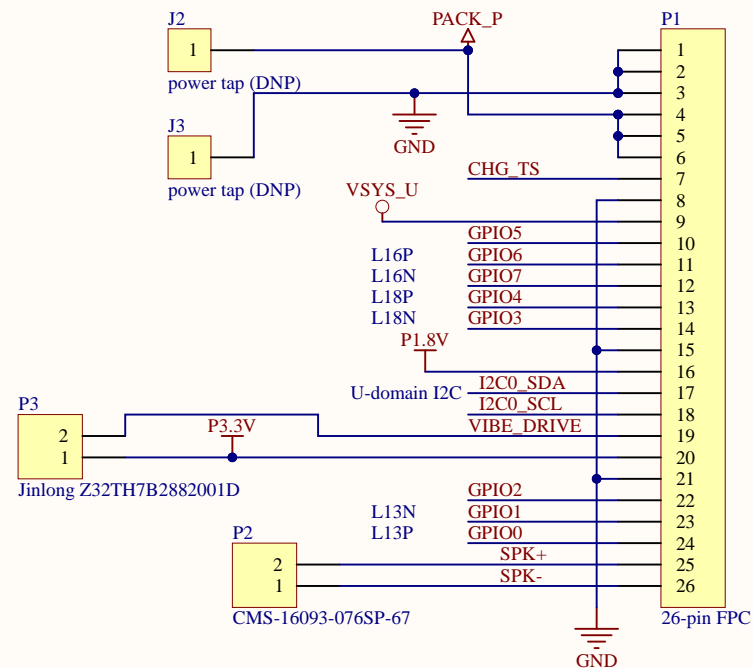 J2
PACK_P
P1
1
power tap (DNP)
J3
GND
1
power tap (DNP)
1
2
3
4
5
6
CHG_TS
7
VSYS_U
8
9
GPIO5
10
L16P
GPIO6
11
L16N
GPIO7
12
L18P
GPIO4
13
L18N
GPIO3
14
P1.8V
15
16
U-domain I2C
I2C0_SDA
17
I2C0_SCL
18
P3
P3.3V
VIBE_DRIVE
19
2
1
20
Jinlong Z32TH7B2882001D
21
GPIO2
22
L13N
GPIO1
23
L13P
GPIO0
24
P2
SPK+
25
2
SPK-
26
1
CMS-16093-076SP-67
26-pin FPC
GND